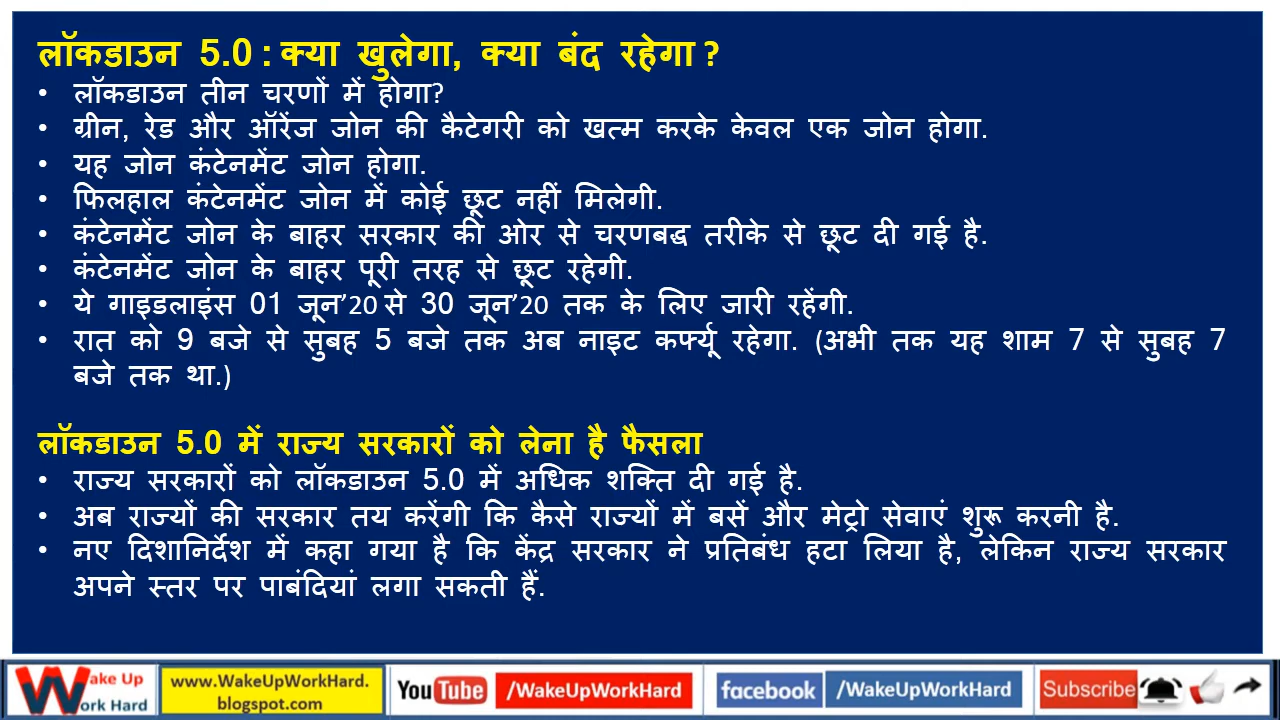 लॉकडाउन 5.0 : क्या खुलेगा, क्या बंद रहेगा ?
• लॉकडाउन तीन चरणों में होगा?
• ग्रीन, रेड और ऑरेंज जोन की कैटेगरी को खत्म करके केवल एक जोन होगा.
• यह जोन कंटेनमेंट जोन होगा.
• फिलहाल कंटेनमेंट जोन में कोई छूट नहीं मिलेगी.
• कंटेनमेंट जोन के बाहर सरकार की ओर से चरणबद्ध तरीके से छूट दी गई है.
• कंटेनमेंट जोन के बाहर पूरी तरह से छूट रहेगी.
• ये गाइडलाइंस 01 जून’20 से 30 जून’20 तक के लिए जारी रहेंगी.
• रात को 9 बजे से सुबह 5 बजे तक अब नाइट कर्फ्यू रहेगा. (अभी तक यह शाम 7 से सुबह 7
बजे तक था.)
लॉकडाउन 5.0 में राज्य सरकारों को लेना है फैसला
• राज्य सरकारों को लॉकडाउन 5.0 में अधिक शक्ति दी गई है.
• अब राज्यों की सरकार तय करेंगी कि कैसे राज्यों में बसें और मेट्रो सेवाएं शुरू करनी है.
• नए दिशानिर्देश में कहा गया है कि केंद्र सरकार ने प्रतिबंध हटा लिया है, लेकिन राज्य सरकार
अपने स्तर पर पाबंदियां लगा सकती हैं.
Wake Up
Work Hard
www.WakeUpWorkHard.
blogspot.com
YouTube /WakeUpWorkHard
facebook /WakeUpWorkHard
Subscribe